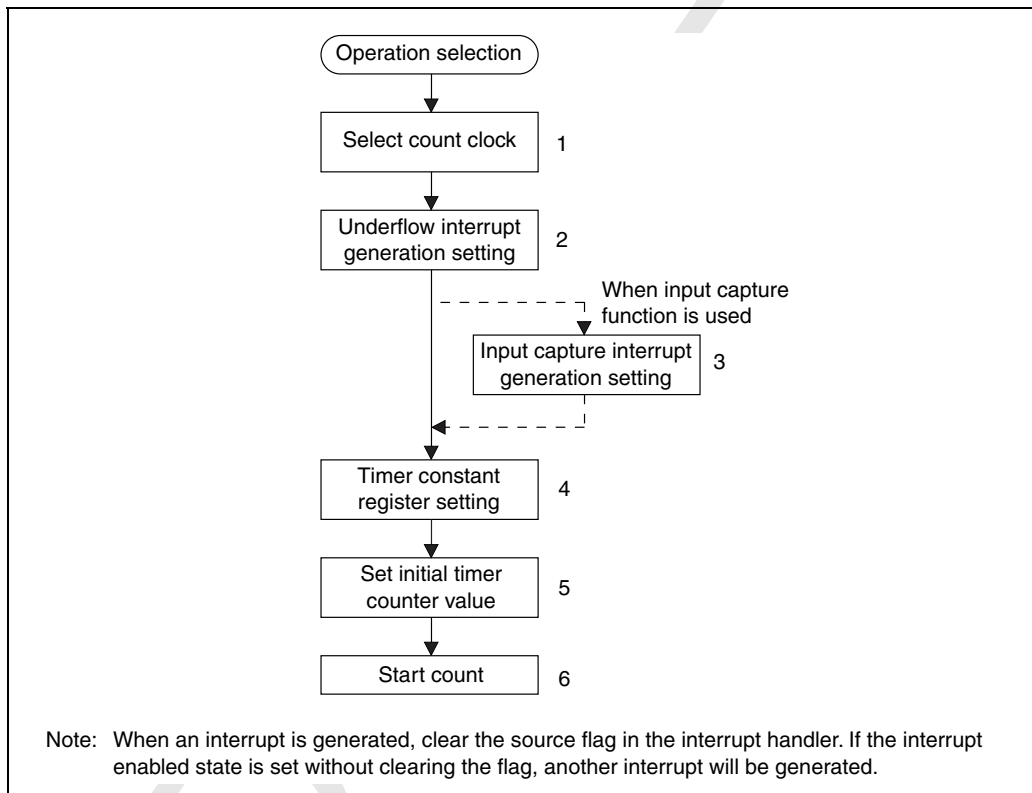 Operation selection
Select count clock
1
Underflow interrupt
generation setting
2
When input capture
function is used
Input capture interrupt
generation setting
3
Timer constant
register setting
4
Set initial timer
counter value
5
Start count
6
Note: When an interrupt is generated, clear the source flag in the interrupt handler. If the interrupt
enabled state is set without clearing the flag, another interrupt will be generated.